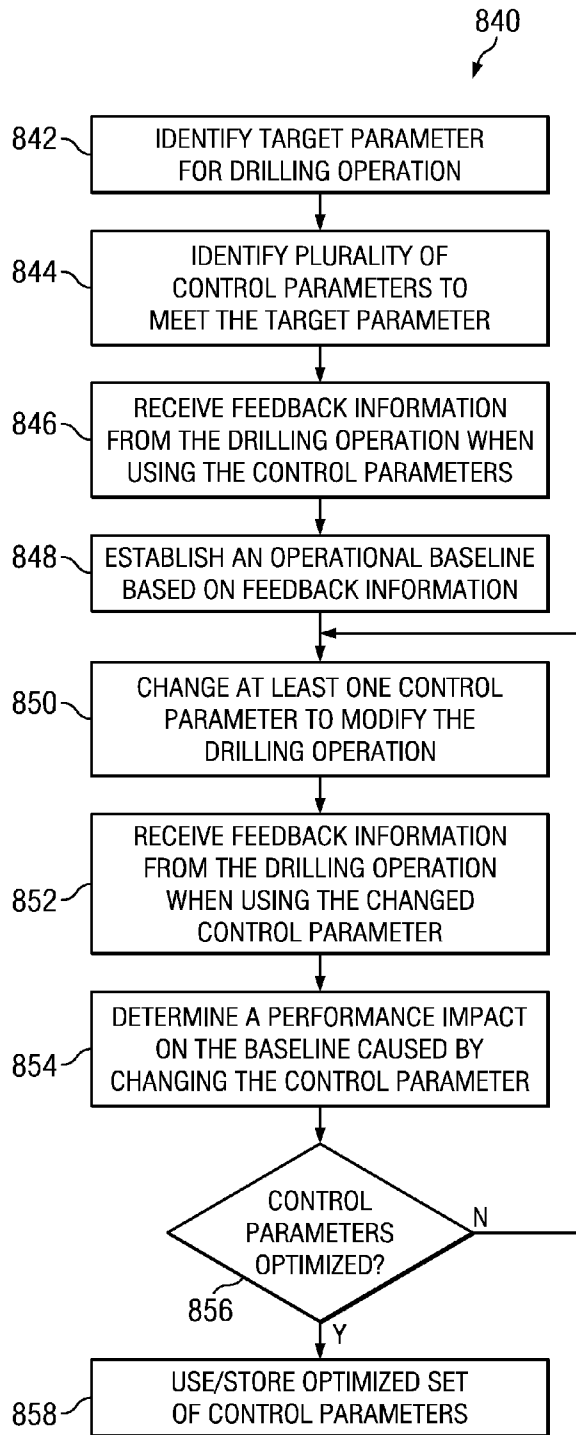 840
842
IDENTIFY TARGET PARAMETER
FOR DRILLING OPERATION
844
IDENTIFY PLURALITY OF
CONTROL PARAMETERS TO
MEET THE TARGET PARAMETER
846
RECEIVE FEEDBACK INFORMATION
FROM THE DRILLING OPERATION WHEN
USING THE CONTROL PARAMETERS
848
ESTABLISH AN OPERATIONAL BASELINE
BASED ON FEEDBACK INFORMATION
850
CHANGE AT LEAST ONE CONTROL
PARAMETER TO MODIFY THE
DRILLING OPERATION
852
RECEIVE FEEDBACK INFORMATION
FROM THE DRILLING OPERATION
WHEN USING THE CHANGED
CONTROL PARAMETER
854
DETERMINE A PERFORMANCE IMPACT
ON THE BASELINE CAUSED BY
CHANGING THE CONTROL PARAMETER
CONTROL
PARAMETERS
OPTIMIZED?
N
856
Y
858
USE/STORE OPTIMIZED SET
OF CONTROL PARAMETERS